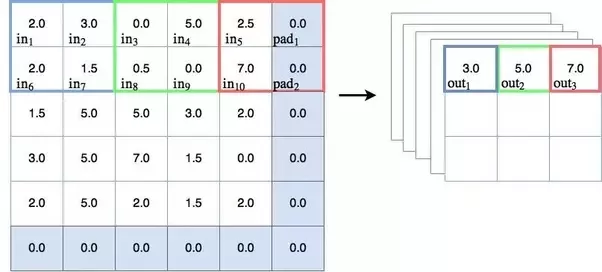 2.0 3.0 0.0 5.0 2.5 0.0 3.0 5.0 7.0
in1 in2 in3 in4 in5 pad1 out1 out2 out3
2.0 1.5 0.5 0.0 7.0 0.0
in6 in7 in8 in9 in10 pad2
1.5 5.0 5.0 3.0 2.0 0.0
3.0 5.0 7.0 1.5 0.0 0.0
2.0 5.0 2.0 1.5 2.0 0.0
0.0 0.0 0.0 0.0 0.0 0.0